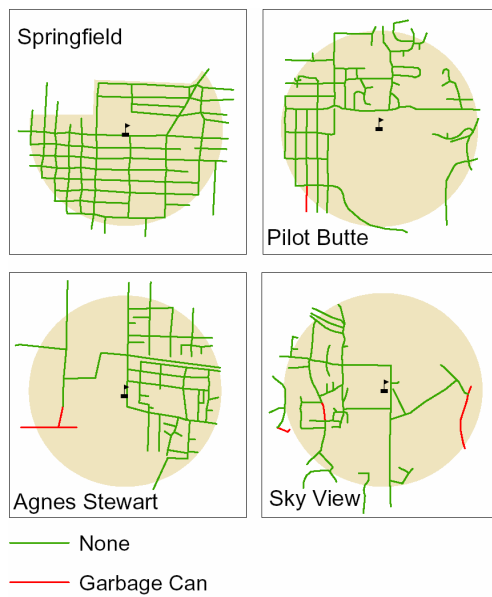 Springfield
Pilot Butte
Agnes Stewart
Sky View
None
Garbage Can